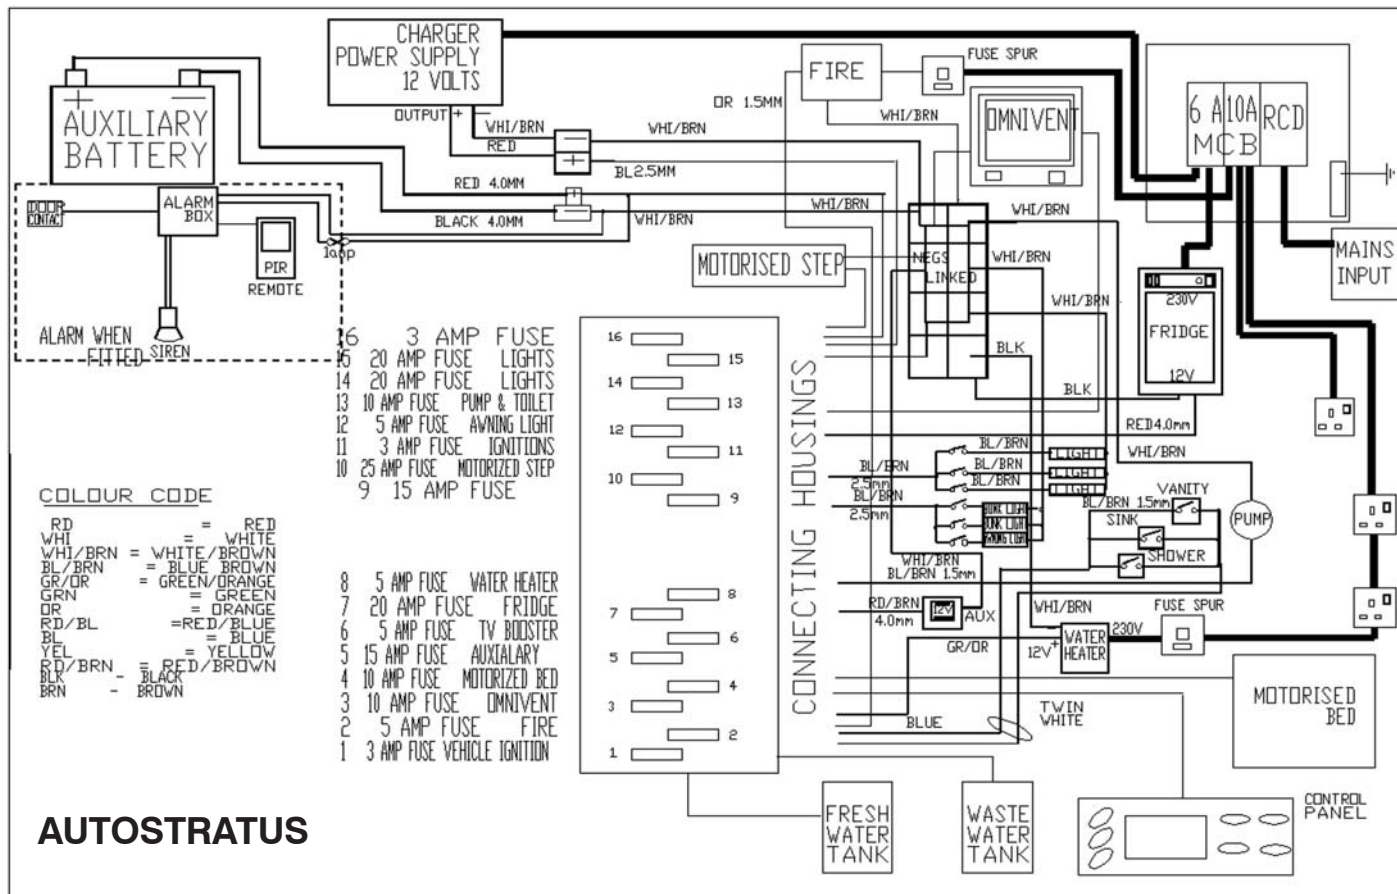 CHARGER
POWER SUPPLY
12 VOLTS
OUTPUT + -
WHI/BRN
RED
-
+
WHI/BRN
BL2.5MM
+ -
AUXILIARY
BATTERY
RED 4.0MM
BLACK 4.0MM
WHI/BRN
DOOR
CONTACT
ALARM
BOX
PIR
REMOTE
1amp
SIREN
ALARM WHEN
FITTED
FIRE
OR 1.5MM
FUSE SPUR
OMNIVENT
6 A 10A
MCB
RCD
MAINS
INPUT
WHI/BRN
WHI/BRN
WHI/BRN
WHI/BRN
NEGS
LINKED
MOTORISED STEP
BLK
BLK
230V
FRIDGE
12V
RED4.0mm
16 3 AMP FUSE
15 20 AMP FUSE LIGHTS
14 20 AMP FUSE LIGHTS
13 10 AMP FUSE PUMP & TOILET
12 5 AMP FUSE AWNING LIGHT
11 3 AMP FUSE IGNITIONS
10 25 AMP FUSE MOTORIZED STEP
9 15 AMP FUSE
8 5 AMP FUSE WATER HEATER
7 20 AMP FUSE FRIDGE
6 5 AMP FUSE TV BOOSTER
5 15 AMP FUSE AUXIALARY
4 10 AMP FUSE MOTORIZED BED
3 10 AMP FUSE OMNIVENT
2 5 AMP FUSE FIRE
1 3 AMP FUSE VEHICLE IGNITION
COLOUR CODE
RD = RED
WHI = WHITE
WHI/BRN = WHITE/BROWN
BL/BRN = BLUE BROWN
GR/OR = GREEN/ORANGE
GRN = GREEN
OR = ORANGE
RD/BL =RED/BLUE
BL = BLUE
YEL = YELLOW
RD/BRN = RED/BROWN
BLK - BLACK
BRN - BROWN
16
15
14
13
12
11
10
9
8
7
6
5
4
3
2
1
CONNECTING HOUSINGS
BL/BRN
2.5mm
BL/BRN
2.5mm
BL/BRN
BL/BRN
BL/BRN
LIGHT
LIGHT
LIGHT
BUNK LIGHT
BUNK LIGHT
WHI/BRN
BL/BRN 1.5mm
VANITY
SINK
SHOWER
PUMP
WHI/BRN
BL/BRN 1.5mm
RD/BRN
4.0mm
12V
AUX
WHI/BRN
GR/OR
-
12V+
WATER
HEATER
230V
FUSE SPUR
BLUE
TWIN
WHITE
MOTORISED
BED
CONTROL
PANEL
FRESH
WATER
TANK
WASTE
WATER
TANK
AUTOSTRATUS